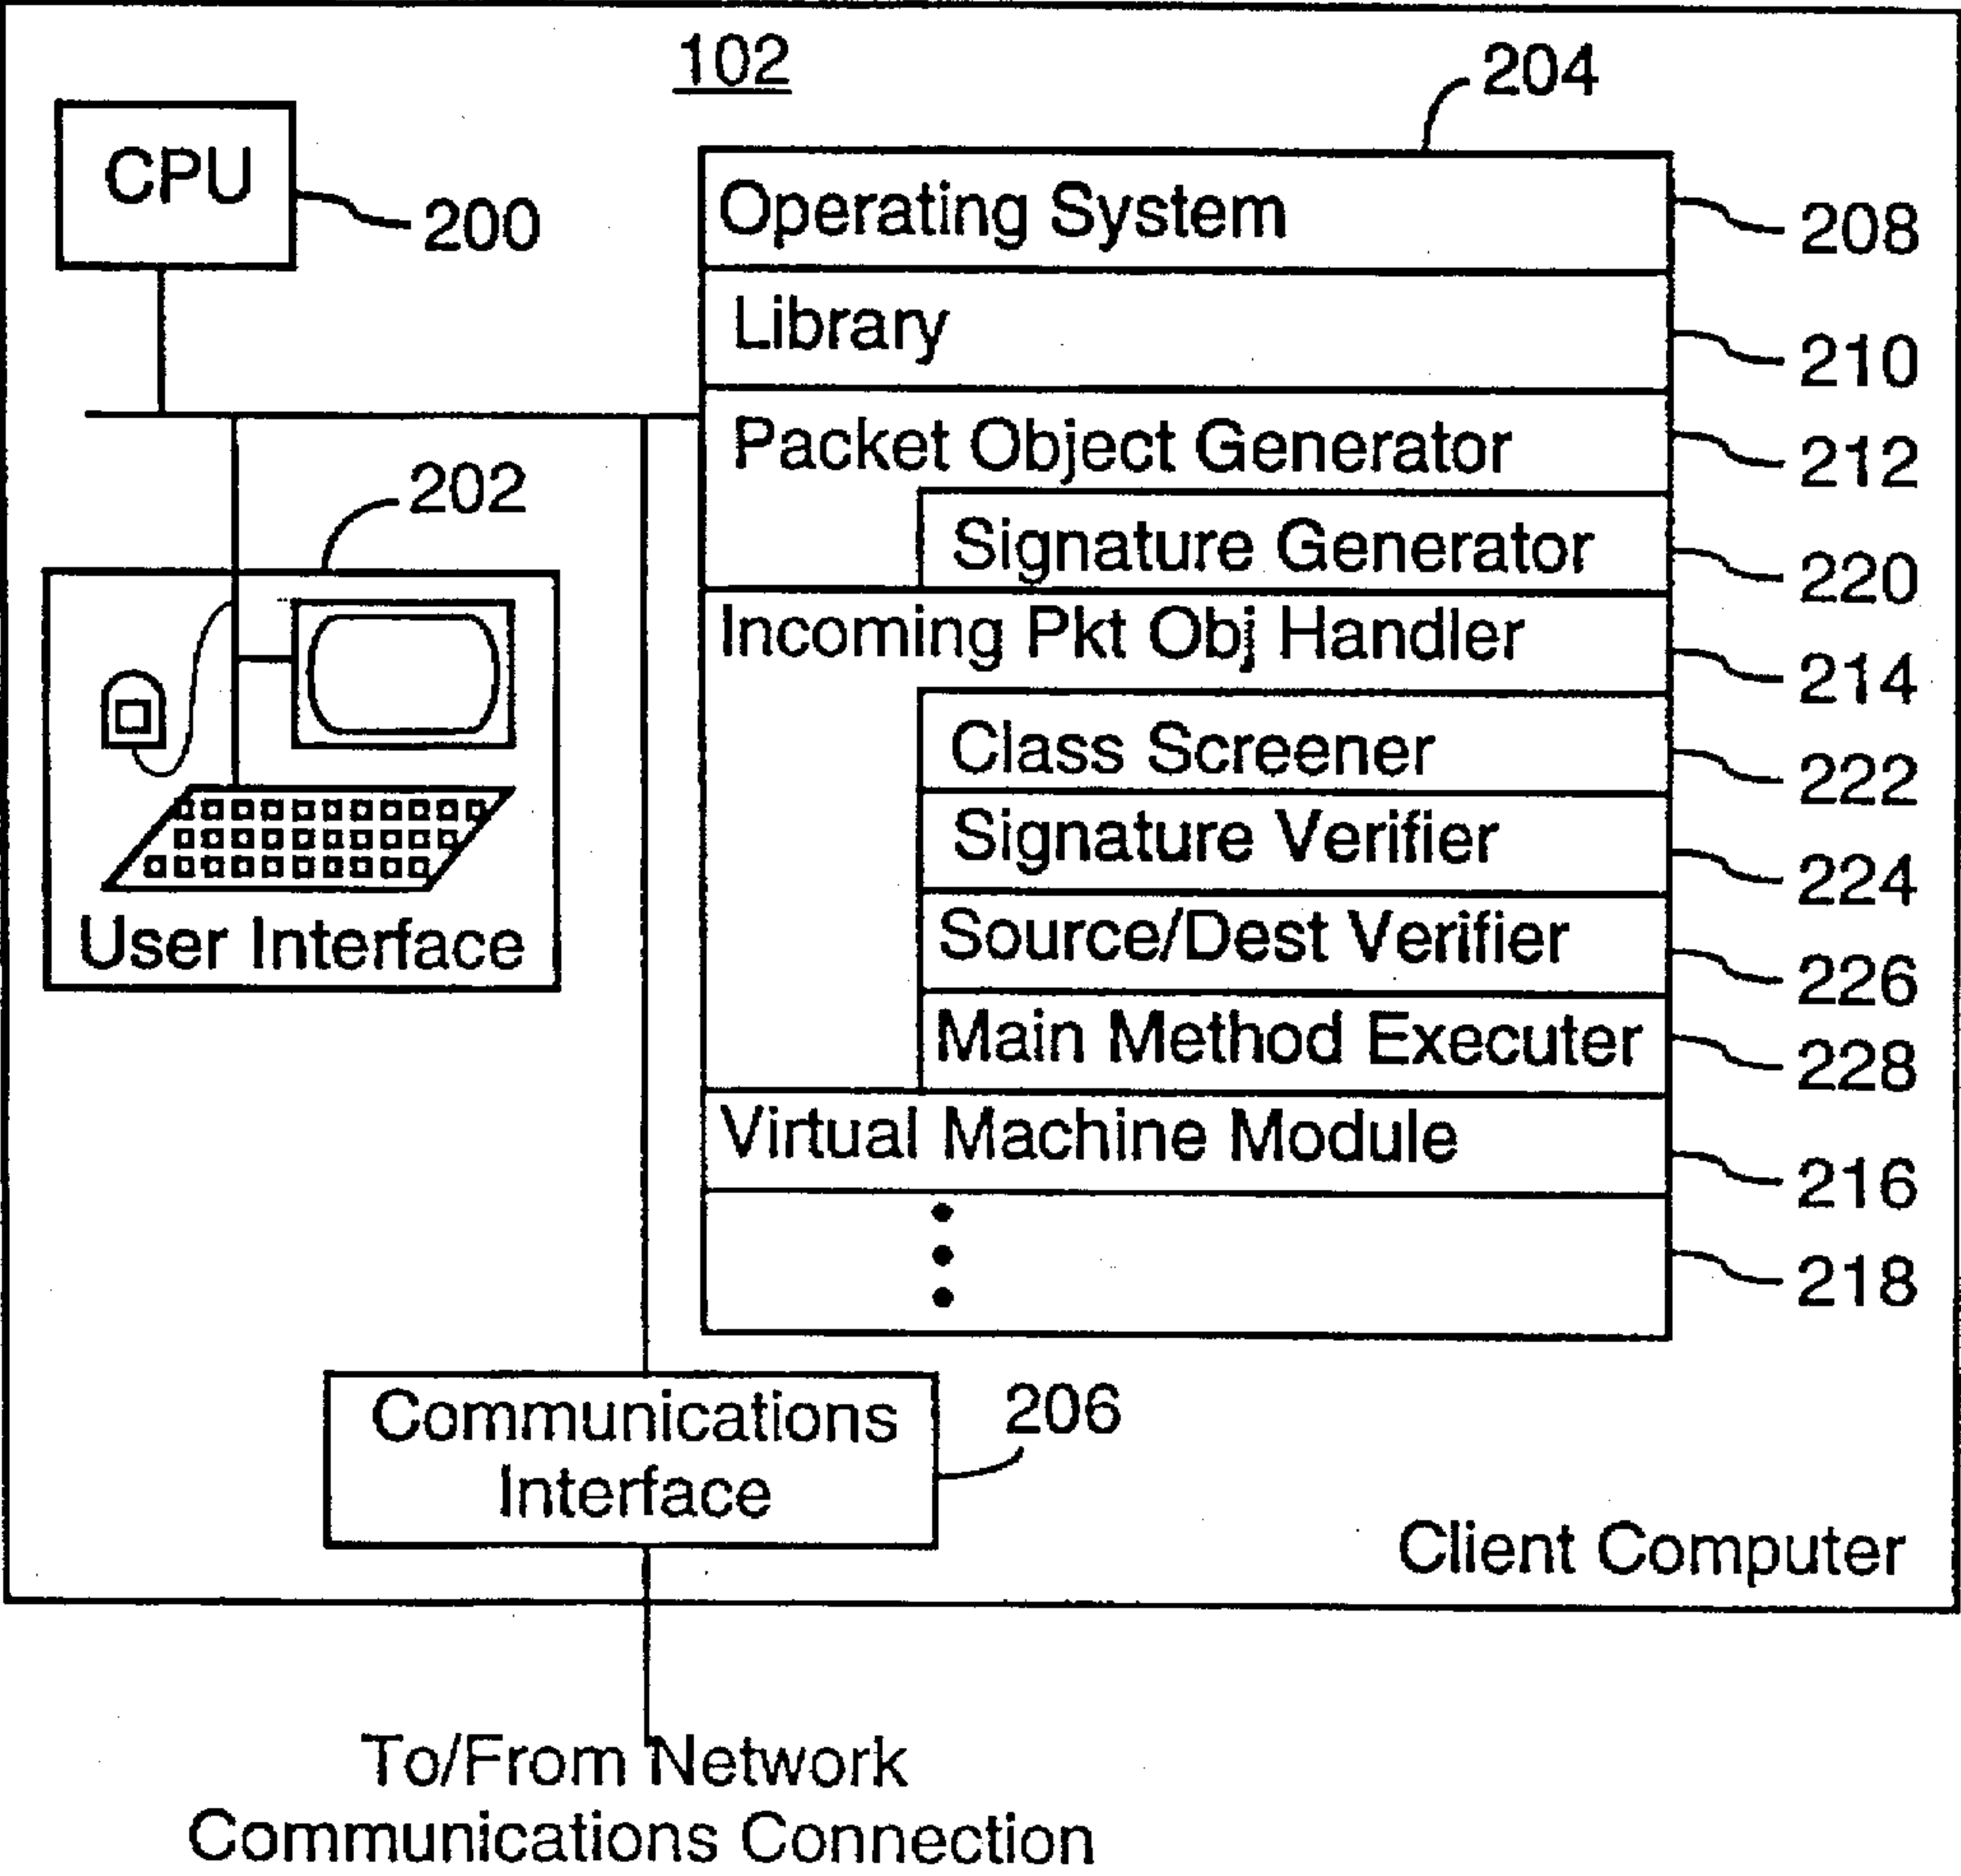 102
204
CPU
200
Operating System
208
Library
210
Packet Object Generator
212
Signature Generator
220
Incoming Pkt Obj Handler
214
Class Screener
222
Signature Verifier
224
Source/Dest Verifier
226
Main Method Executer
228
Virtual Machine Module
216
218
202
User Interface
Communications
Interface
206
Client Computer
To/From Network
Communications Connection